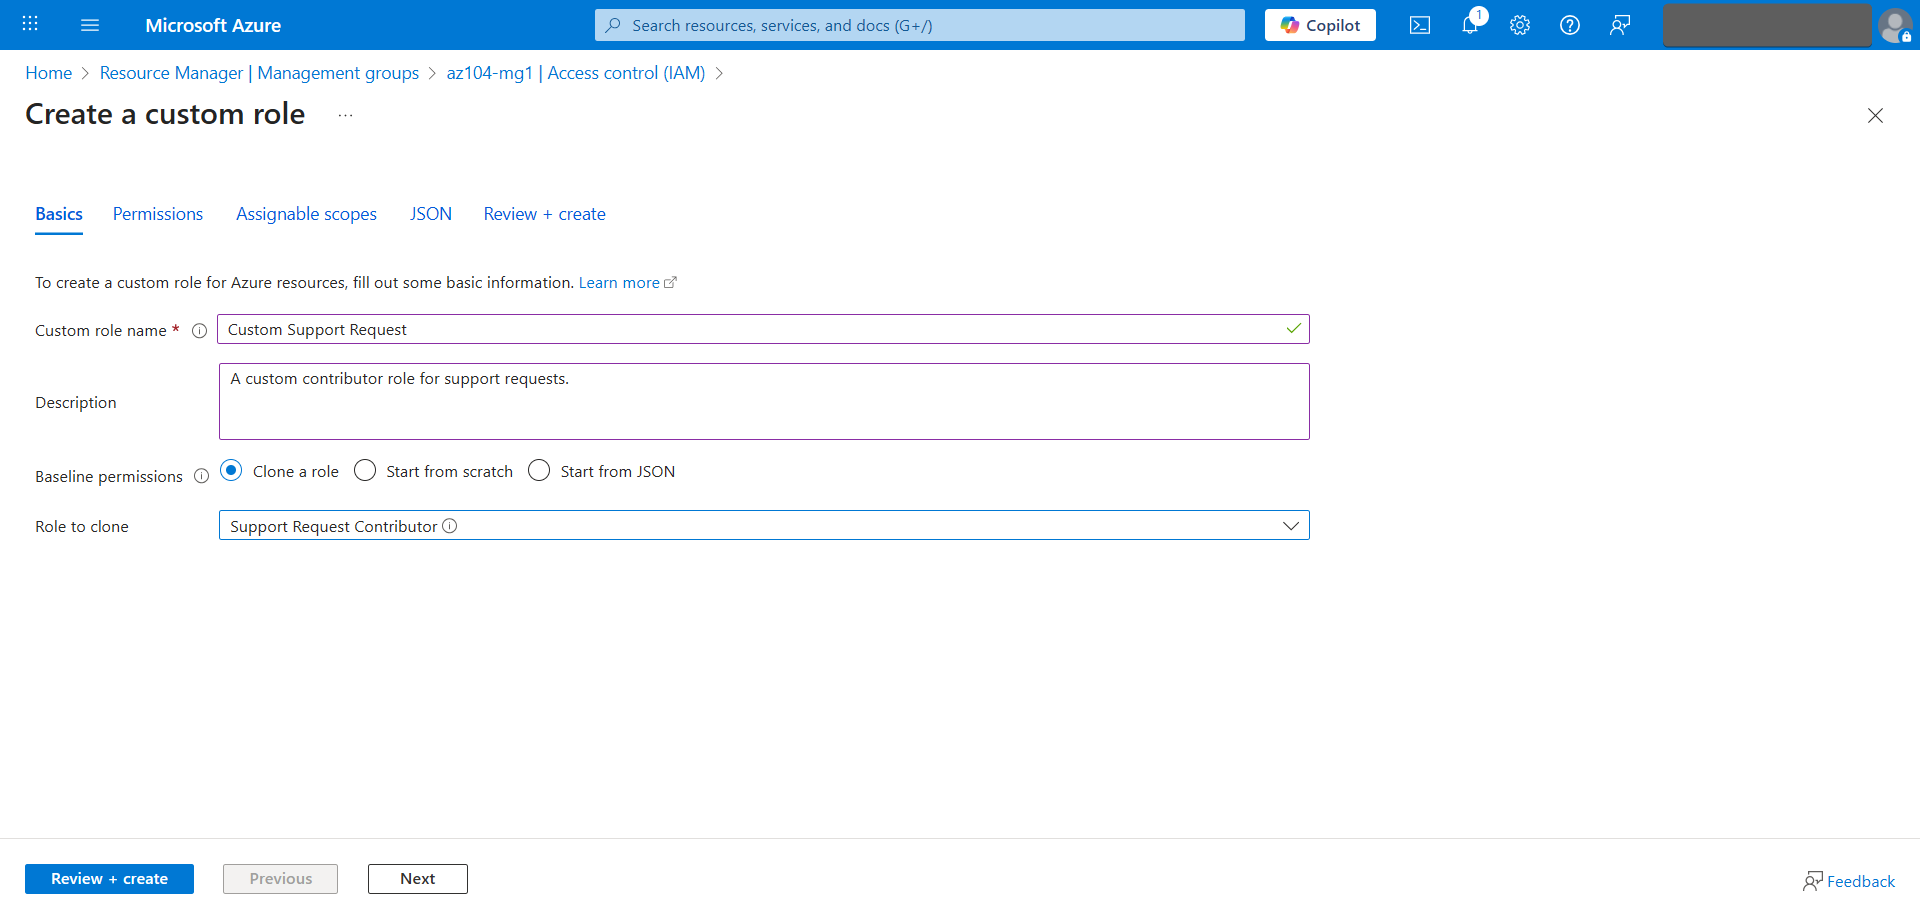 Microsoft Azure
Search resources, services, and docs (G+/)
Copilot
1
Home > Resource Manager | Management groups > az104-mg1 | Access control (IAM) >
Create a custom role ...
Basics Permissions Assignable scopes JSON Review + create
To create a custom role for Azure resources, fill out some basic information. Learn more
Custom role name * Custom Support Request
Description A custom contributor role for support requests.
Baseline permissions Clone a role Start from scratch Start from JSON
Role to clone Support Request Contributor
Review + create Previous Next Feedback